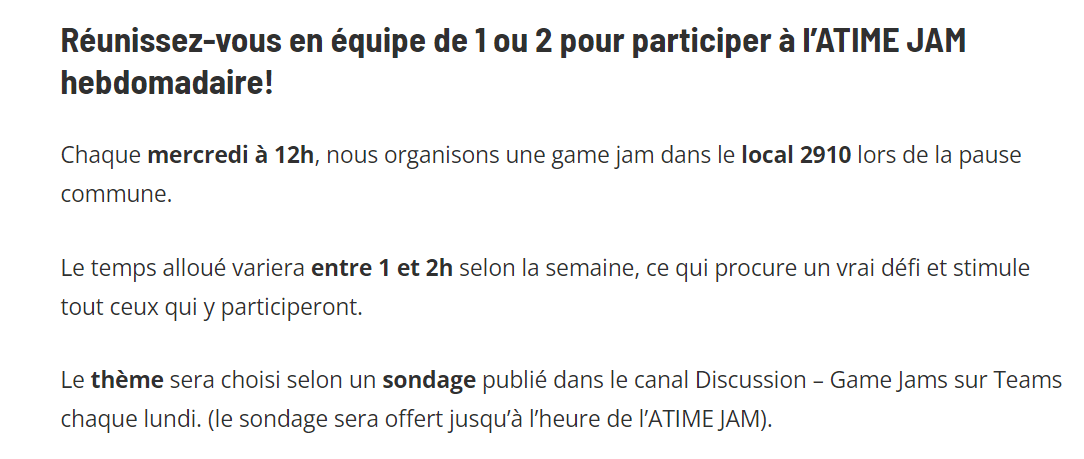 Réunissez-vous en équipe de 1 ou 2 pour participer à l’ATIME JAM
hebdomadaire!
Chaque mercredi à 12h, nous organisons une game jam dans le local 2910 lors de la pause
commune.
Le temps alloué variera entre 1 et 2h selon la semaine, ce qui procure un vrai défi et stimule
tout ceux qui y participeront.
Le thème sera choisi selon un sondage publié dans le canal Discussion – Game Jams sur Teams
chaque lundi. (le sondage sera offert jusqu’à l’heure de l’ATIME JAM).